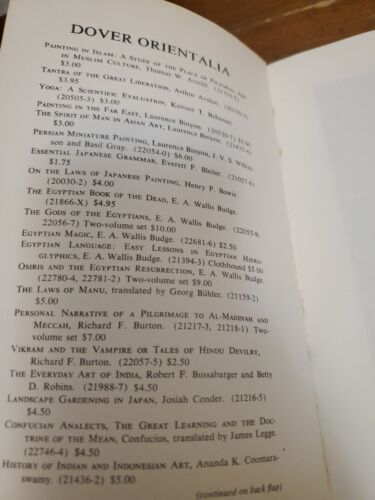 DOVER ORIENTALIA
PAINTING IN ISLAM: A STUDY OF THE PLACE OF PICTORIAL ART
IN MUSLIM CULTURE, Thomas W. Arnold.
$3.00
TANTRA OF THE GREAT LIBERATION, Arthur Avalon.
$3.95
YOGA: A SCIENTIFIC EVALUATION, Kovoor T. Behanan.
(20505-3) $3.00
PAINTING IN THE FAR EAST, Laurence Binyon. (20520-7)
THE SPIRIT OF MAN IN ASIAN ART, Laurence Binyon.
$3.00
PERSIAN MINIATURE PAINTING, Laurence Binyon, J. V. S. Wilkin-
son and Basil Gray. (22054-0) $6.00
ESSENTIAL JAPANESE GRAMMAR, Everett F. Bleiler. (21027-8)
$1.75
ON THE LAWS OF JAPANESE PAINTING, Henry P. Bowie.
(20030-2) $4.00
THE EGYPTIAN BOOK OF THE DEAD, E. A. Wallis Budge.
(21866-X) $4.95
THE GODS OF THE EGYPTIANS, E. A. Wallis Budge. (22055-9,
22056-7) Two-volume set $10.00
EGYPTIAN MAGIC, E. A. Wallis Budge. (22681-6) $2.50
EGYPTIAN LANGUAGE: EASY LESSONS IN EGYPTIAN HIERO-
GLYPHICS, E. A. Wallis Budge. (21394-3) Clothbound $5.00
OSIRIS AND THE EGYPTIAN RESURRECTION, E. A. Wallis Budge.
(22780-4, 22781-2) Two-volume set $9.00
THE LAWS OF MANU, translated by Georg Bühler. (21159-2)
$5.00
PERSONAL NARRATIVE OF A PILGRIMAGE TO AL-MADINAH AND
MECCAH, Richard F. Burton. (21217-3, 21218-1) Two-
volume set $7.00
VIKRAM AND THE VAMPIRE OR TALES OF HINDU DEVILRY,
Richard F. Burton. (22057-5) $2.50
THE EVERYDAY ART OF INDIA, Robert F. Bussabarger and Betty
D. Robins. (21988-7) $4.50
LANDSCAPE GARDENING IN JAPAN, Josiah Conder. (21216-5)
$4.50
CONFUCIAN ANALECTS, THE GREAT LEARNING AND THE DOC-
TRINE OF THE MEAN, Confucius, translated by James Legge.
(22746-4) $4.50
HISTORY OF INDIAN AND INDONESIAN ART, Ananda K. Coomara-
swamy. (21436-2) $5.00
(continued on back flap)